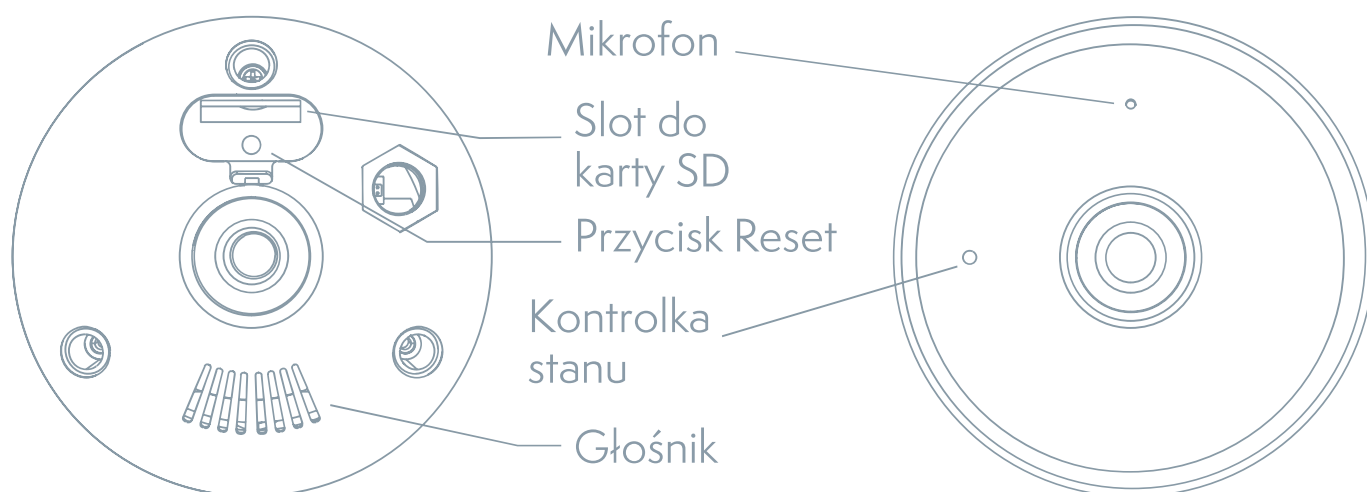 Mikrofon
Slot do
karty SD
Przycisk Reset
Kontrolka
stanu
Głośnik